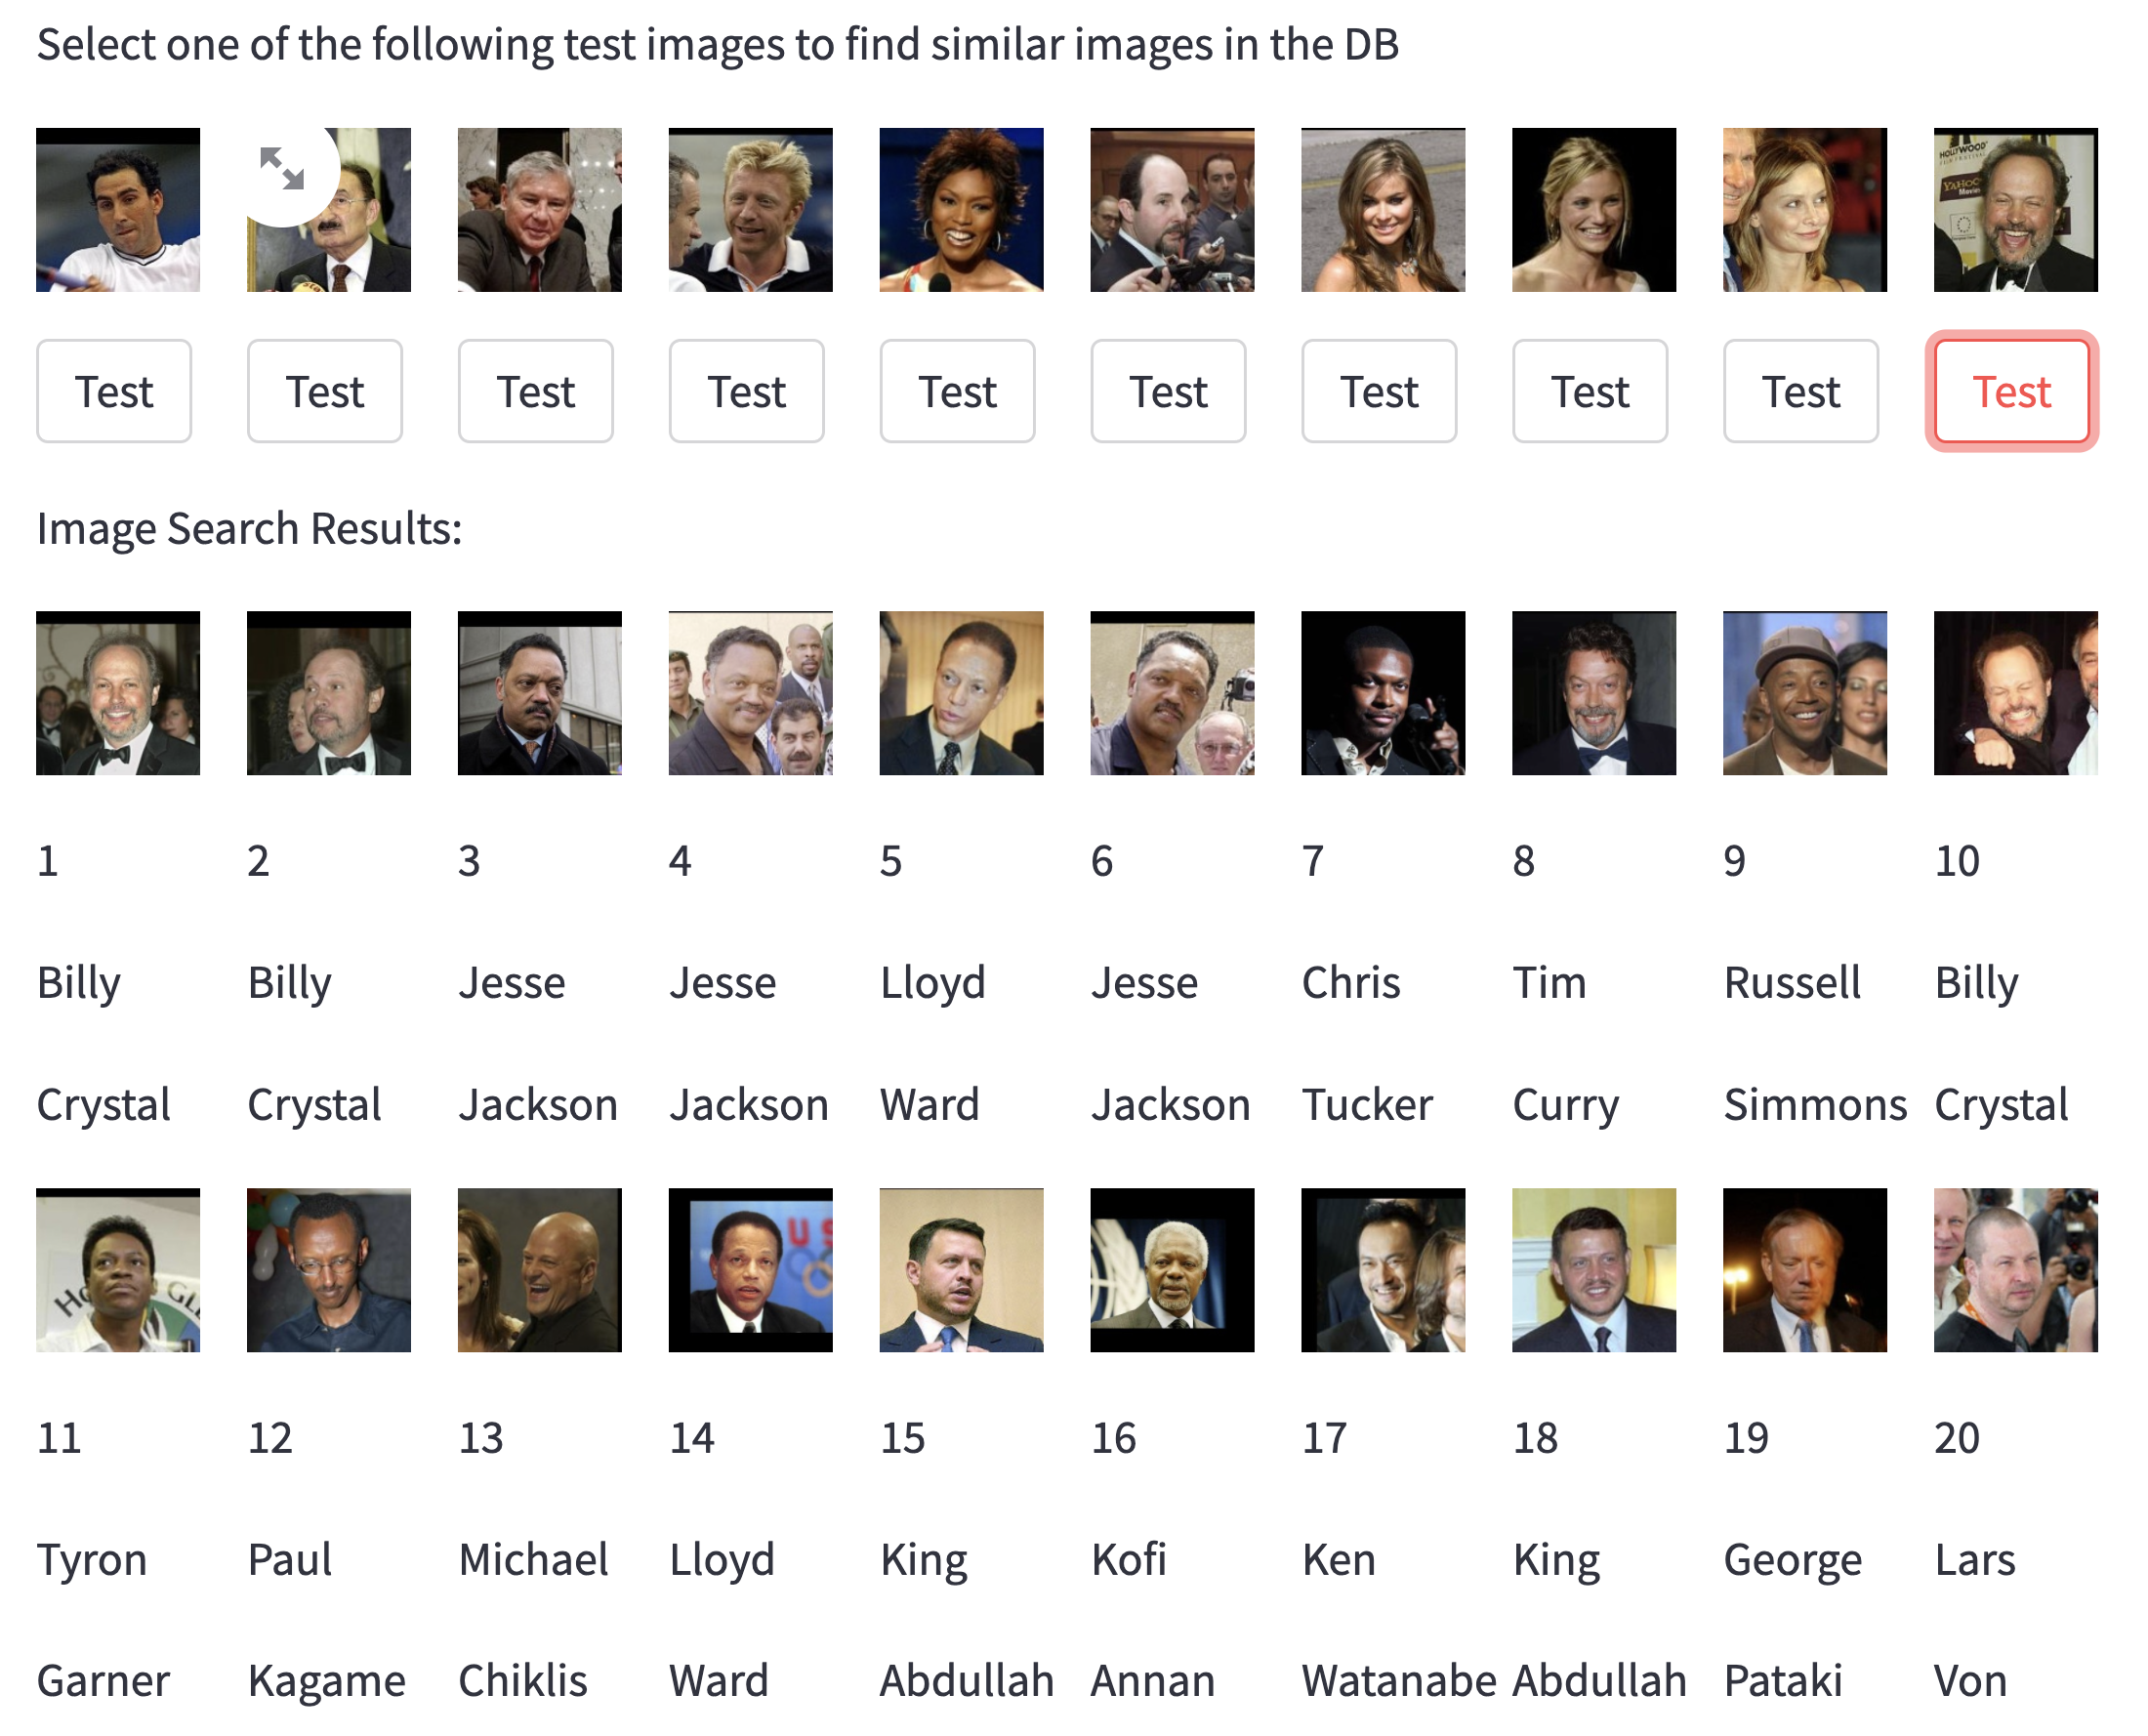 Select one of the following test images to find similar images in the DB
HOLLYWOOD
YAHOO
Movies
Test Test Test Test Test Test Test Test Test Test
Image Search Results:
1 2 3 4 5 6 7 8 9 10
Billy Billy Jesse Jesse Lloyd Jesse Chris Tim Russell Billy
Crystal Crystal Jackson Jackson Ward Jackson Tucker Curry Simmons Crystal
U S
11 12 13 14 15 16 17 18 19 20
Tyron Paul Michael Lloyd King Kofi Ken King George Lars
Garner Kagame Chiklis Ward Abdullah Annan Watanabe Abdullah Pataki Von